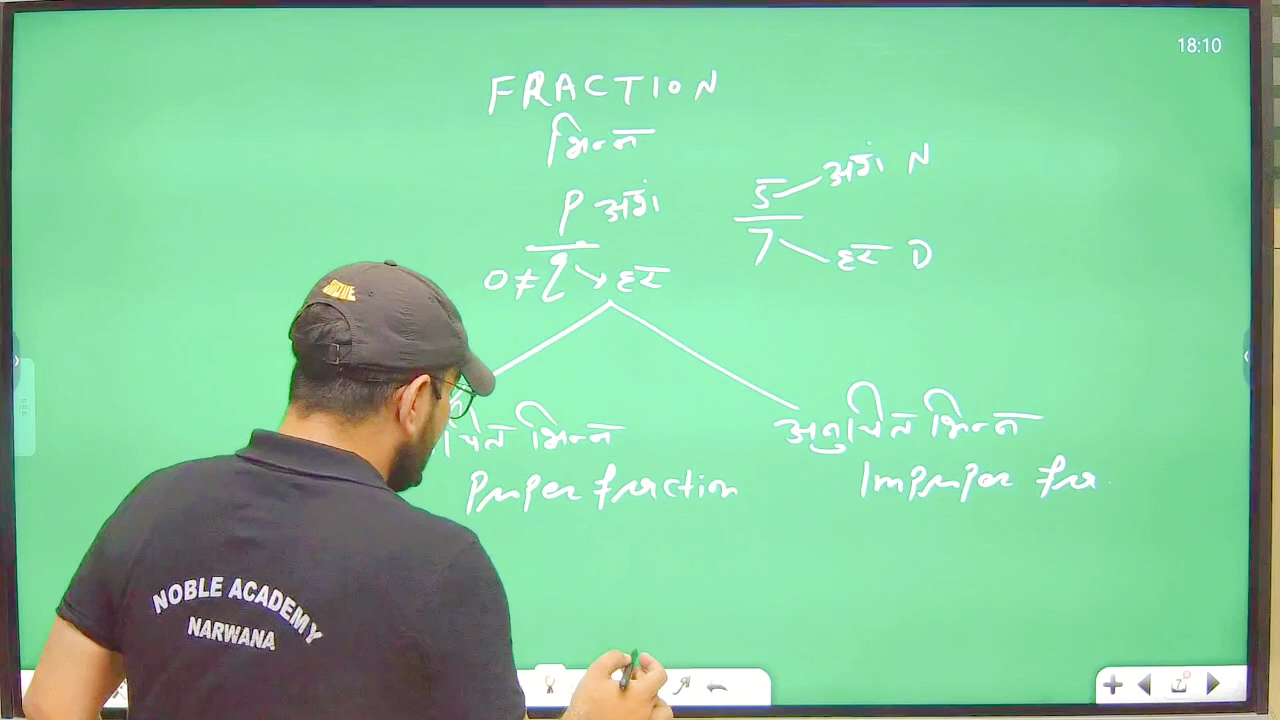 18:10
FRACTION
भिन्न
P अंश
0 ≠ q → हर
5 अंश N
7 हर D
चित भिन्न
Proper fraction
अनुचित भिन्न
Improper fra.
NOBLE ACADEMY
NARWANA